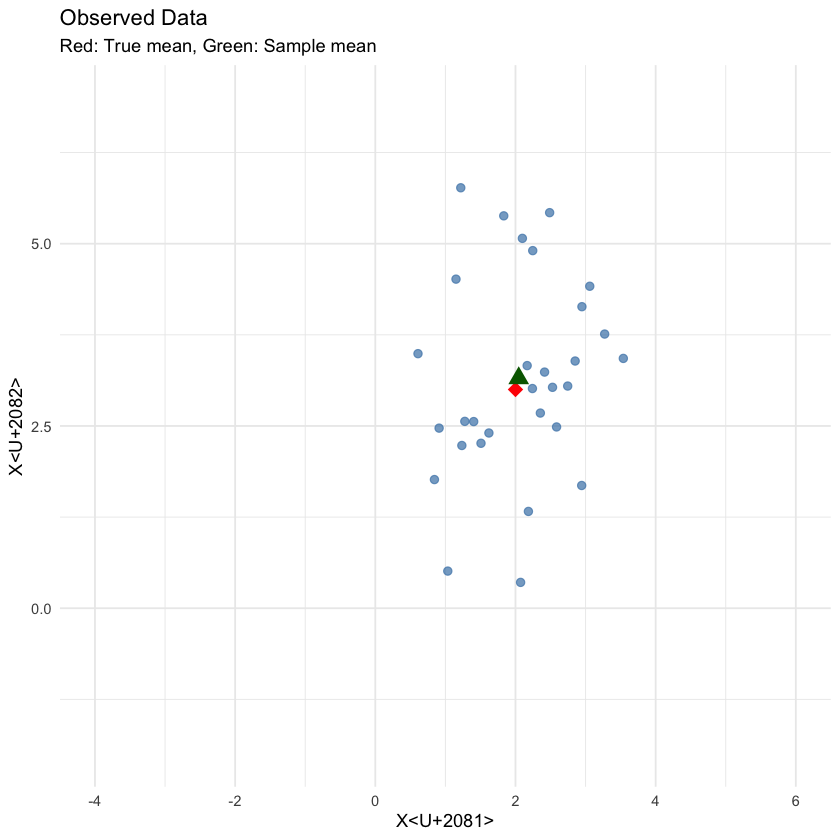 Observed Data
Red: True mean, Green: Sample mean
X<U+2082>
5.0
2.5
0.0
-4
-2
0
2
4
6
X<U+2081>